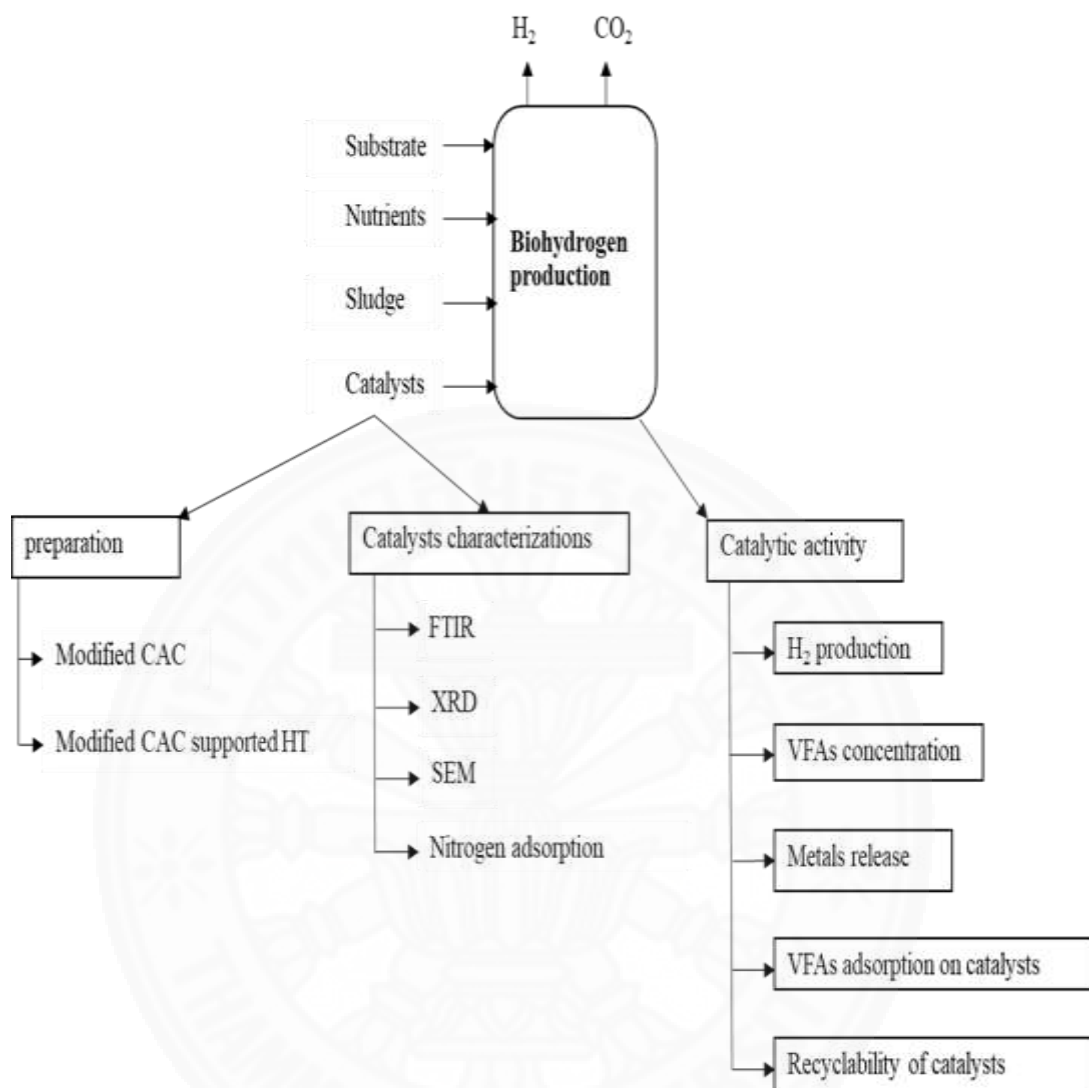 H₂
CO₂
Substrate
Nutrients
Biohydrogen
production
Sludge
Catalysts
preparation
Catalysts characterizations
Catalytic activity
FTIR
H₂ production
Modified CAC
XRD
Modified CAC supported HT
VFAs concentration
SEM
Nitrogen adsorption
Metals release
VFAs adsorption on catalysts
Recyclability of catalysts